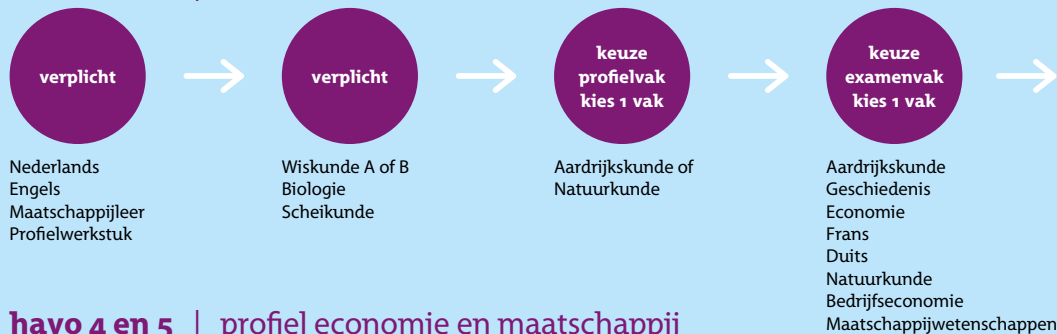 verplicht
verplicht
keuze
profielvak
kies 1 vak
keuze
examenvak
kies 1 vak
Nederlands
Engels
Maatschappijleer
Profielwerkstuk
Wiskunde A of B
Biologie
Scheikunde
Aardrijkskunde of
Natuurkunde
Aardrijkskunde
Geschiedenis
Economie
Frans
Duits
Natuurkunde
Bedrijfseconomie
Maatschappijwetenschappen
havo 4 en 5 | profiel economie en maatschappij